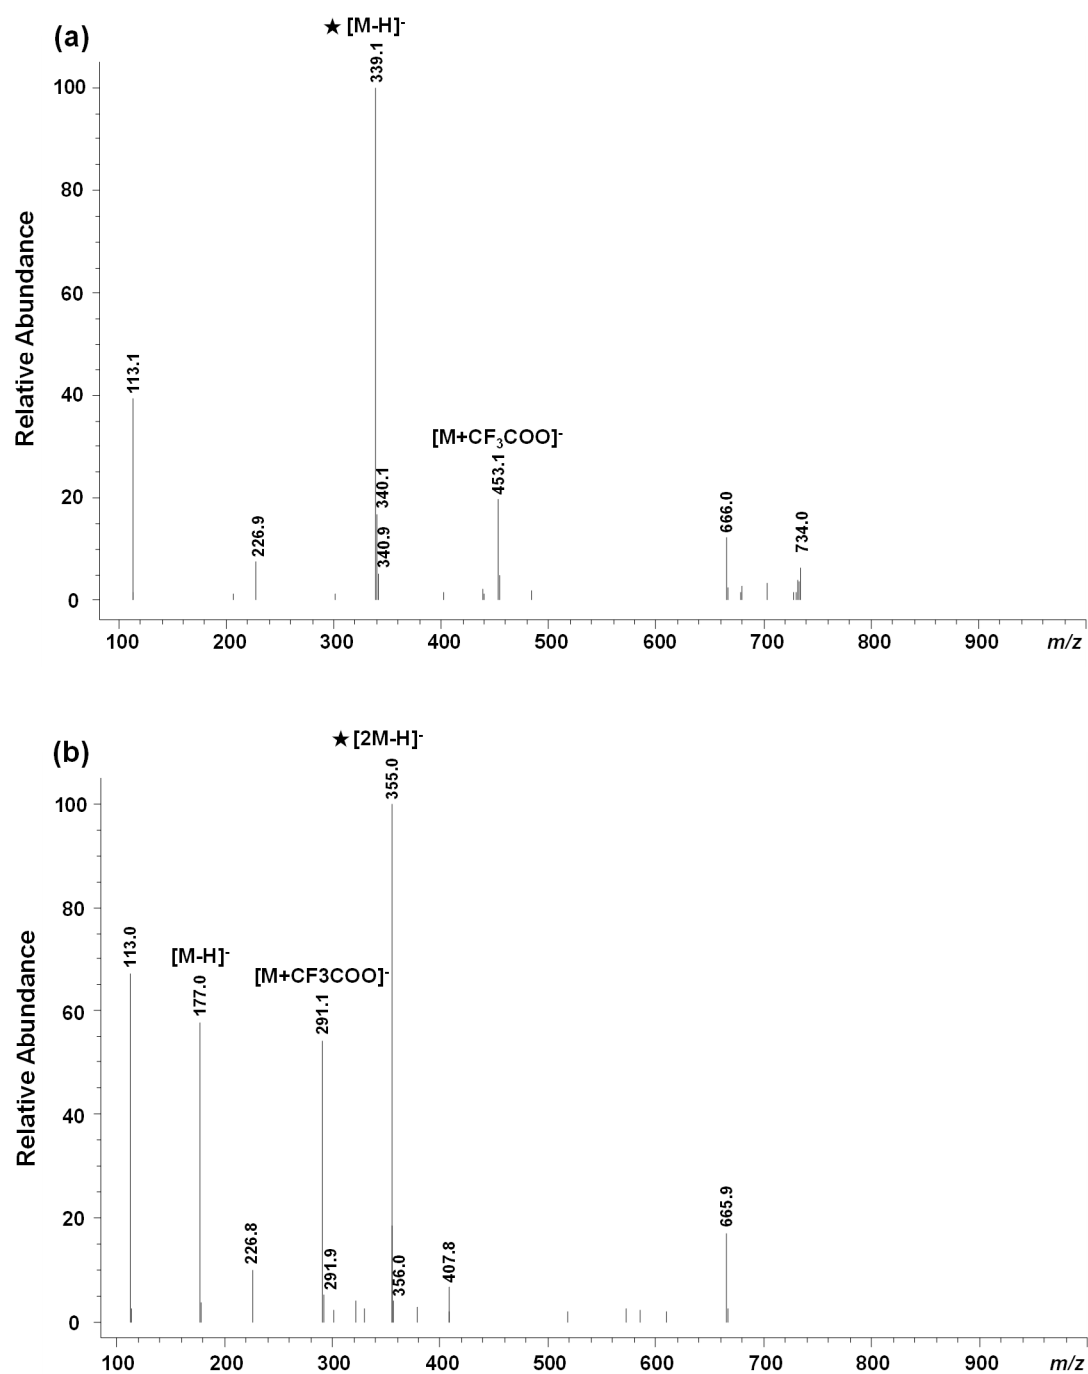 (a)
★ [M-H]-
339.1
113.1
226.9
340.1
340.9
[M+CF3COO]-
453.1
666.0
734.0
Relative Abundance
100
80
60
40
20
0
100 200 300 400 500 600 700 800 900 m/z
(b)
★ [2M-H]-
355.0
113.0
[M-H]-
177.0
[M+CF3COO]-
291.1
226.8
291.9
356.0
407.8
665.9
Relative Abundance
100
80
60
40
20
0
100 200 300 400 500 600 700 800 900 m/z